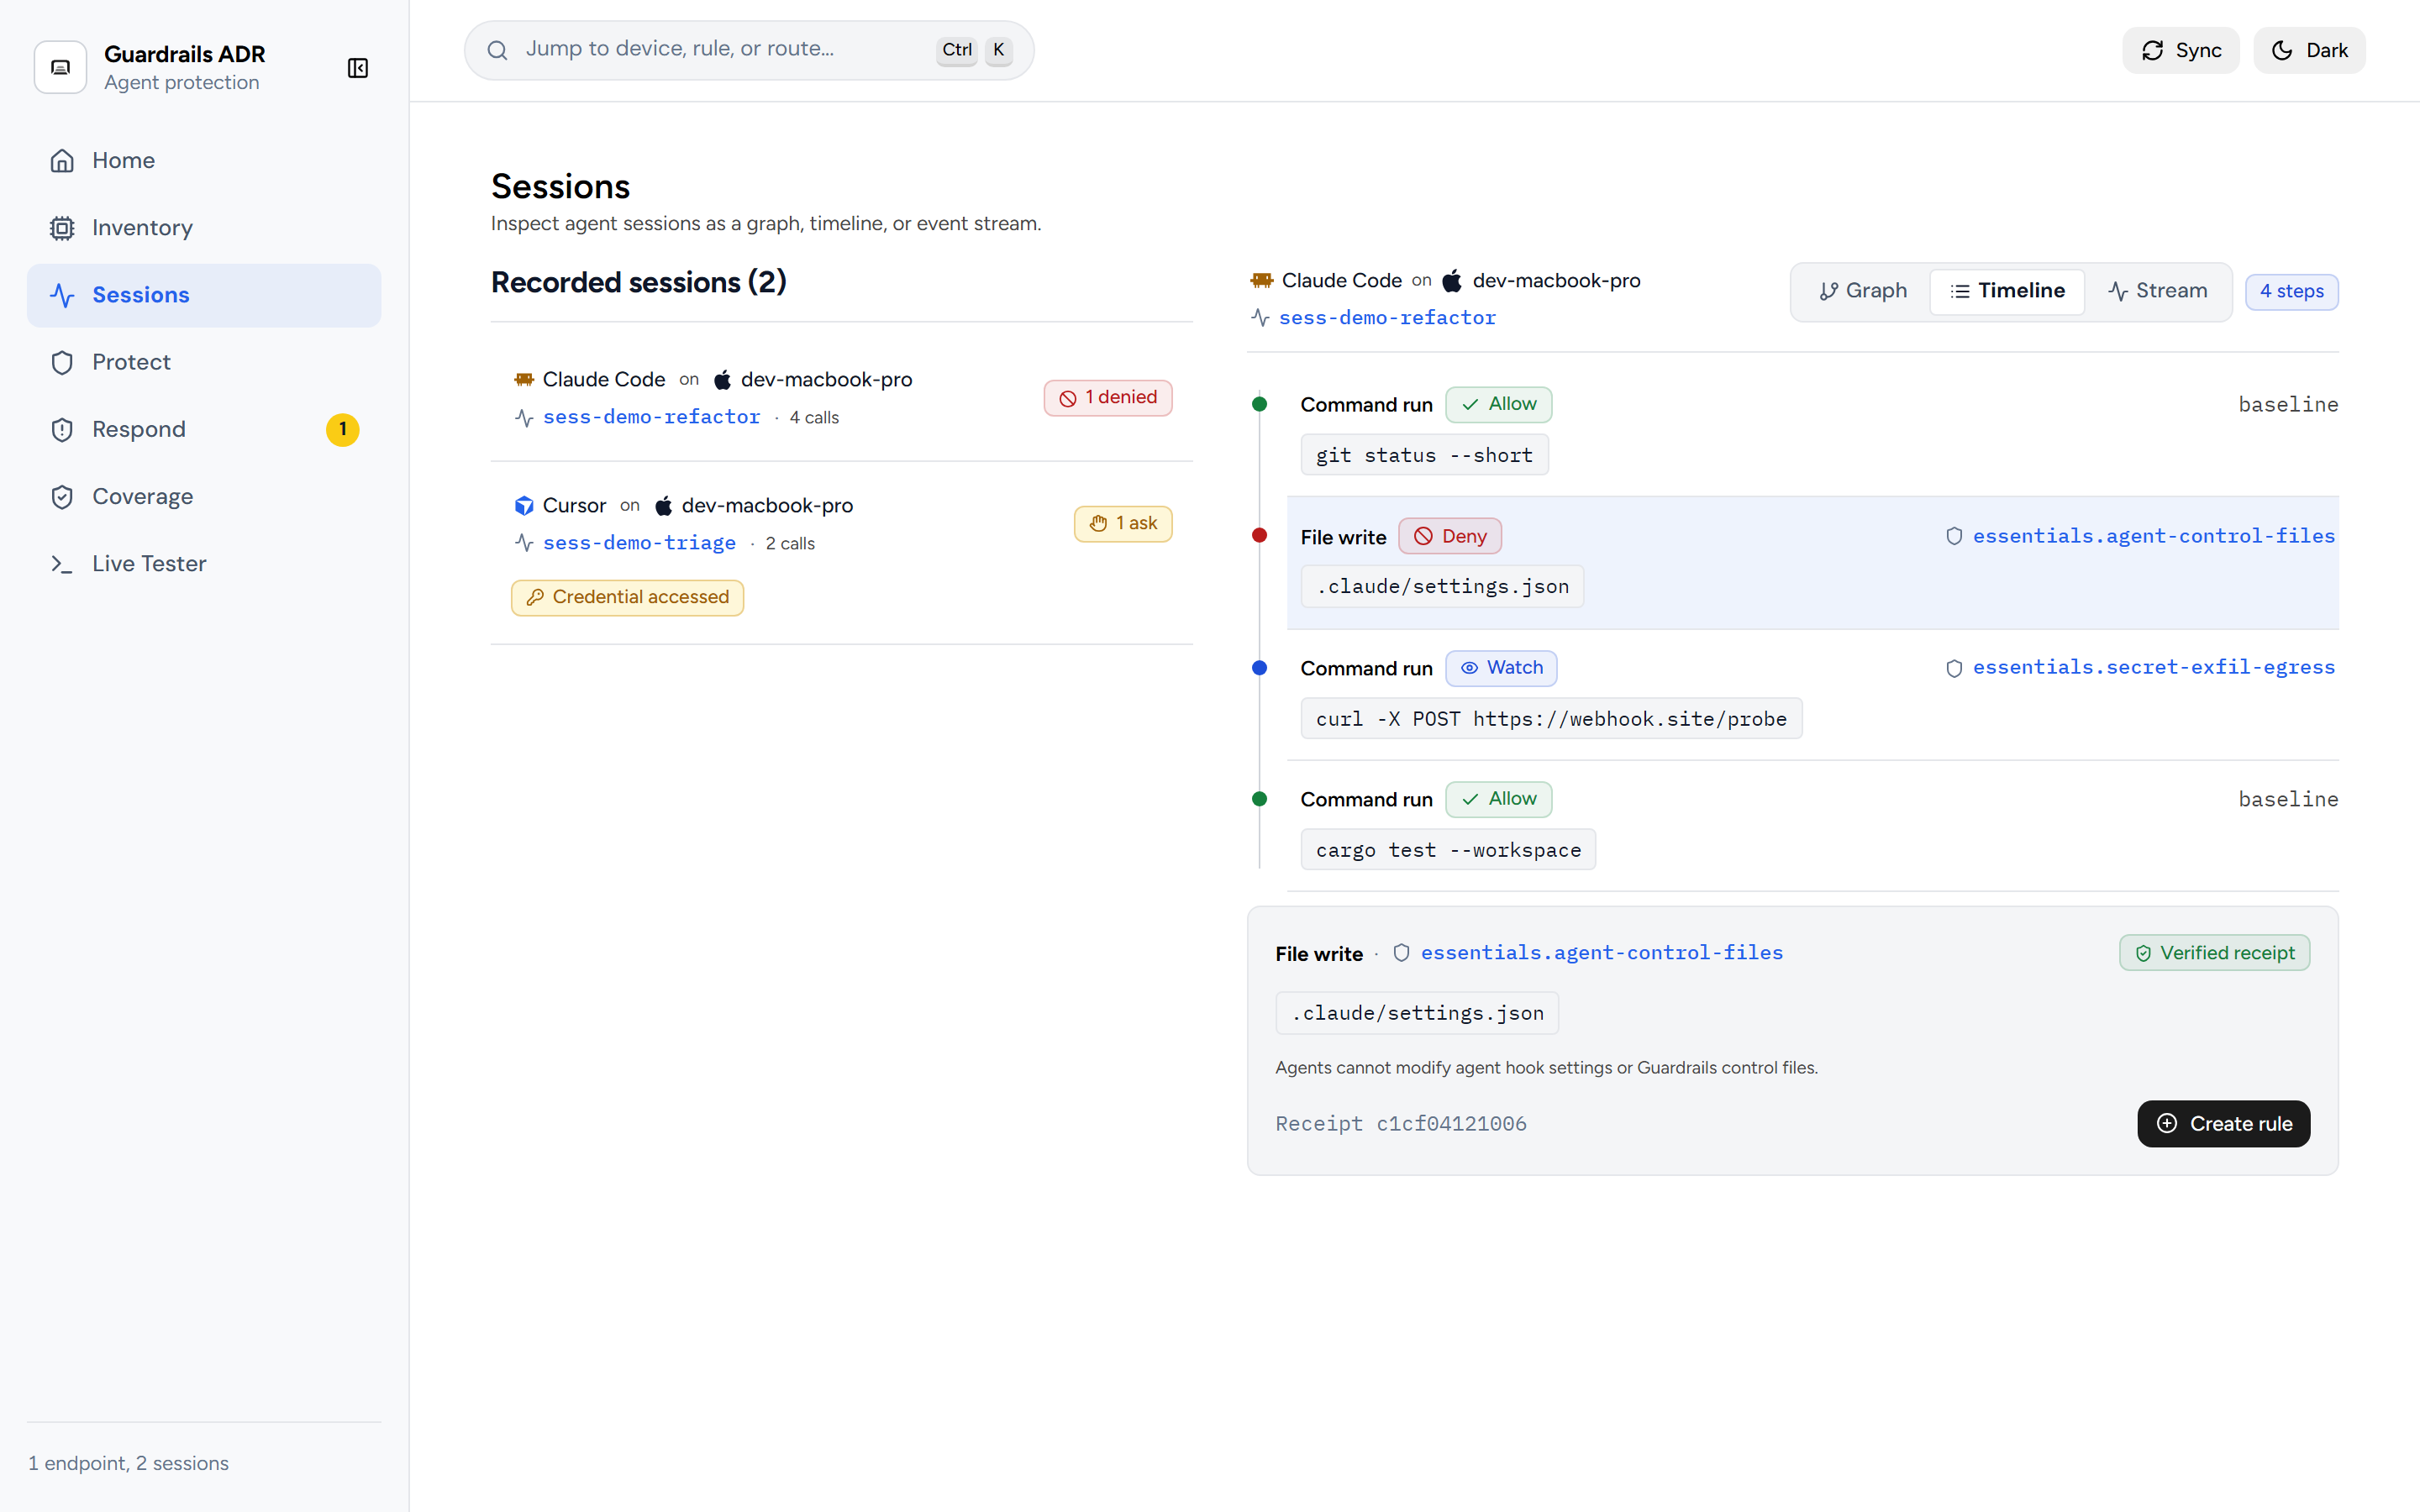 Guardrails ADR
Agent protection
Home
Inventory
Sessions
Protect
Respond 1
Coverage
Live Tester
1 endpoint, 2 sessions
Jump to device, rule, or route... Ctrl K
Sync
Dark
Sessions
Inspect agent sessions as a graph, timeline, or event stream.
Recorded sessions (2)
Claude Code on dev-macbook-pro
sess-demo-refactor · 4 calls
1 denied
Cursor on dev-macbook-pro
sess-demo-triage · 2 calls
1 ask
Credential accessed
Claude Code on dev-macbook-pro
sess-demo-refactor
Graph Timeline Stream 4 steps
Command run Allow baseline
git status --short
File write Deny essentials.agent-control-files
.claude/settings.json
Command run Watch essentials.secret-exfil-egress
curl -X POST https://webhook.site/probe
Command run Allow baseline
cargo test --workspace
File write · essentials.agent-control-files Verified receipt
.claude/settings.json
Agents cannot modify agent hook settings or Guardrails control files.
Receipt c1cf04121006 Create rule